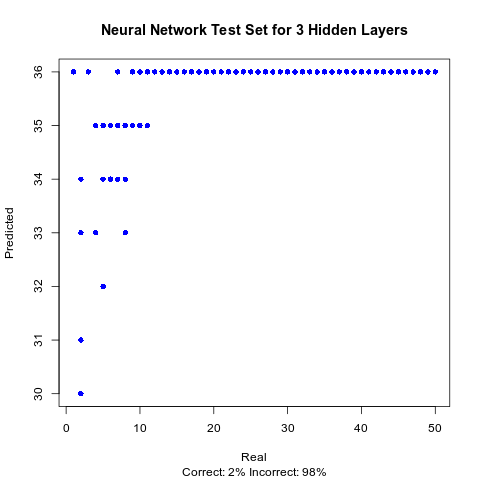 Neural Network Test Set for 3 Hidden Layers
36
35
34
33
32
31
30
Predicted
0 10 20 30 40 50
Real
Correct: 2% Incorrect: 98%